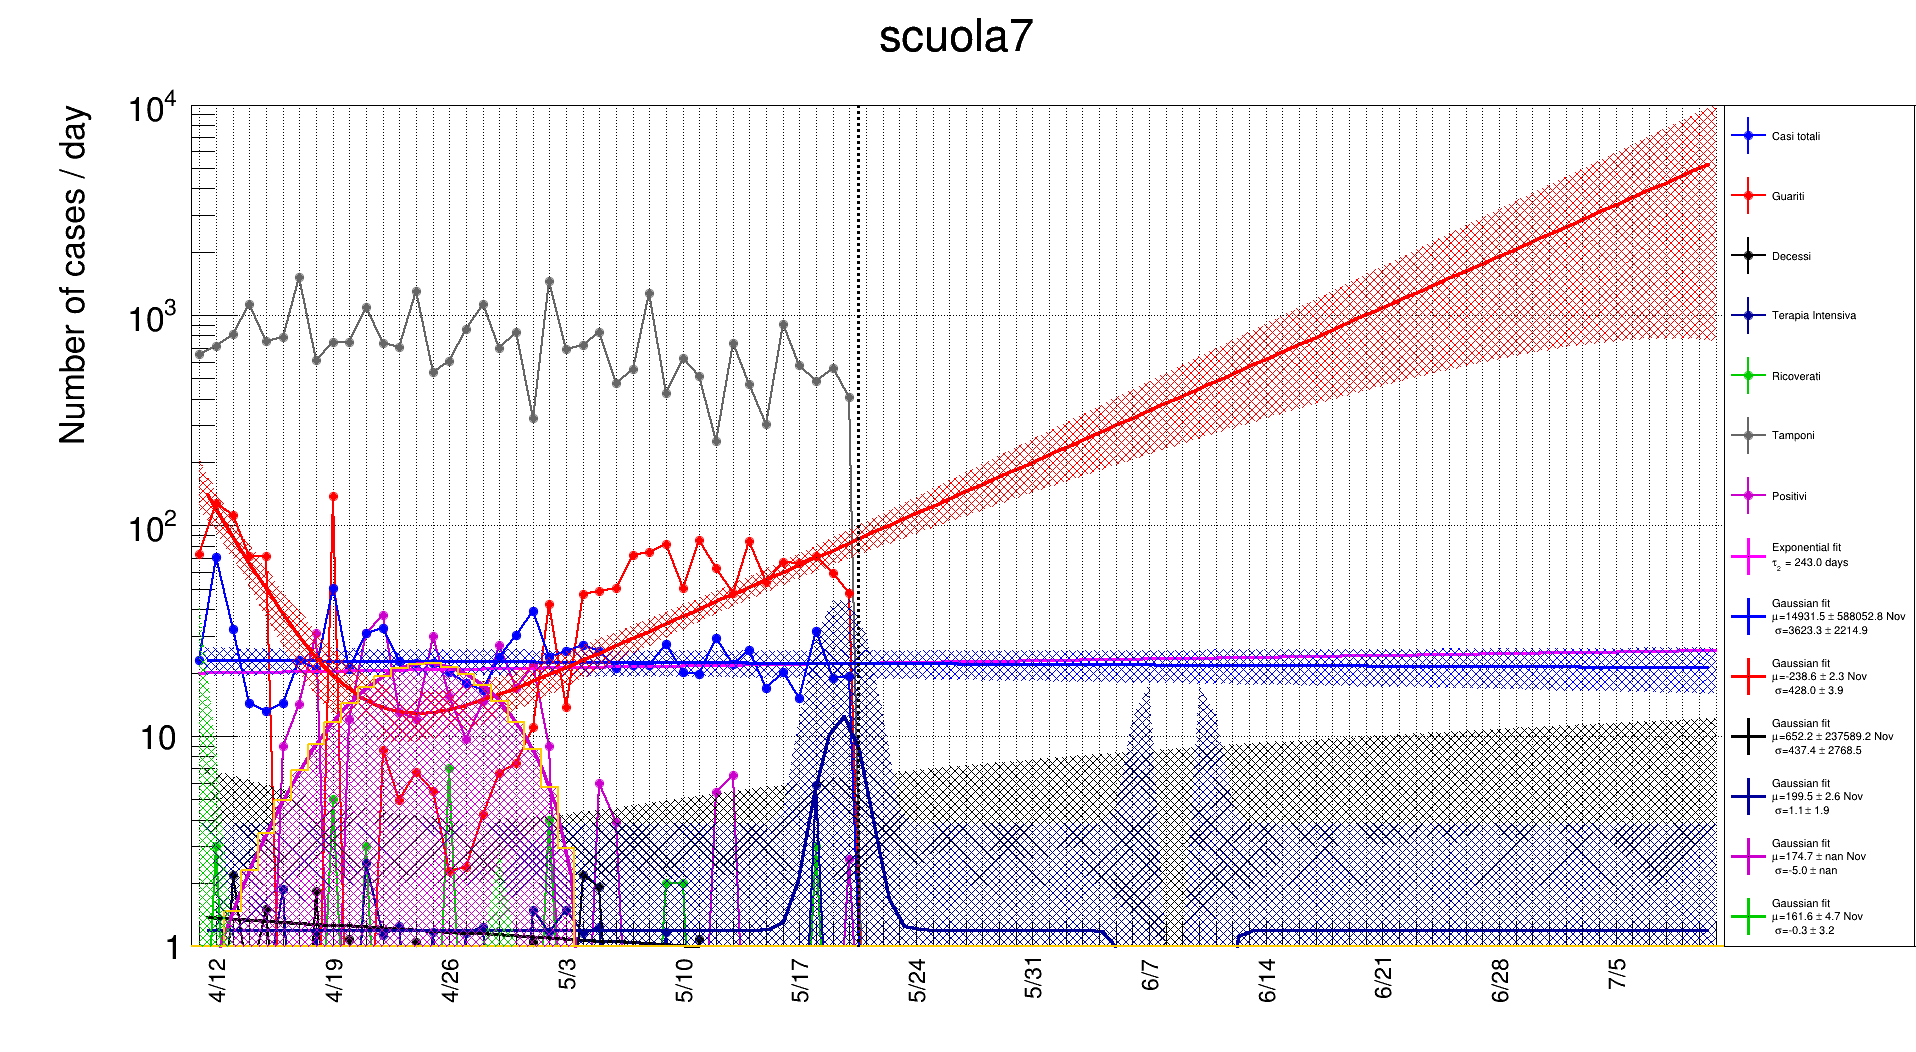 scuola7
Number of cases / day
10^4
10^3
10^2
10
1
4/12
4/19
4/26
5/3
5/10
5/17
5/24
5/31
6/7
6/14
6/21
6/28
7/5
Casi totali
Guariti
Decessi
Terapia Intensiva
Ricoverati
Tamponi
Positivi
Exponential fit
τ_2 = 243.0 days
Gaussian fit
μ=14931.5 ± 588052.8 Nov
σ=3623.3 ± 2214.9
Gaussian fit
μ=-238.6 ± 2.3 Nov
σ=428.0 ± 3.9
Gaussian fit
μ=652.2 ± 237589.2 Nov
σ=437.4 ± 2768.5
Gaussian fit
μ=199.5 ± 2.6 Nov
σ=1.1 ± 1.9
Gaussian fit
μ=174.7 ± nan Nov
σ=-5.0 ± nan
Gaussian fit
μ=161.6 ± 4.7 Nov
σ=-0.3 ± 3.2